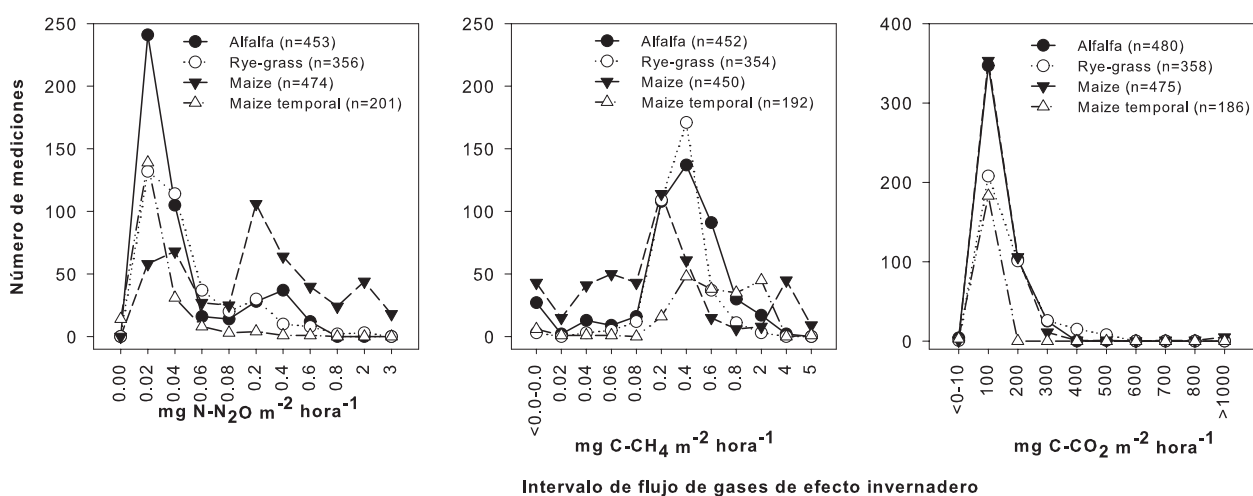 Número de mediciones
250
200
150
100
50
0
Alfalfa (n=453)
Rye-grass (n=356)
Maize (n=474)
Maize temporal (n=201)
0.00
0.02
0.04
0.06
0.08
0.2
0.4
0.6
0.8
2
3
mg N-N₂O m⁻² hora⁻¹
250
200
150
100
50
0
Alfalfa (n=452)
Rye-grass (n=354)
Maize (n=450)
Maize temporal (n=192)
<0.0-0.0
0.02
0.04
0.06
0.08
0.2
0.4
0.6
0.8
2
4
5
mg C-CH₄ m⁻² hora⁻¹
400
300
200
100
0
Alfalfa (n=480)
Rye-grass (n=358)
Maize (n=475)
Maize temporal (n=186)
<0-10
100
200
300
400
500
600
700
800
>1000
mg C-CO₂ m⁻² hora⁻¹
Intervalo de flujo de gases de efecto invernadero